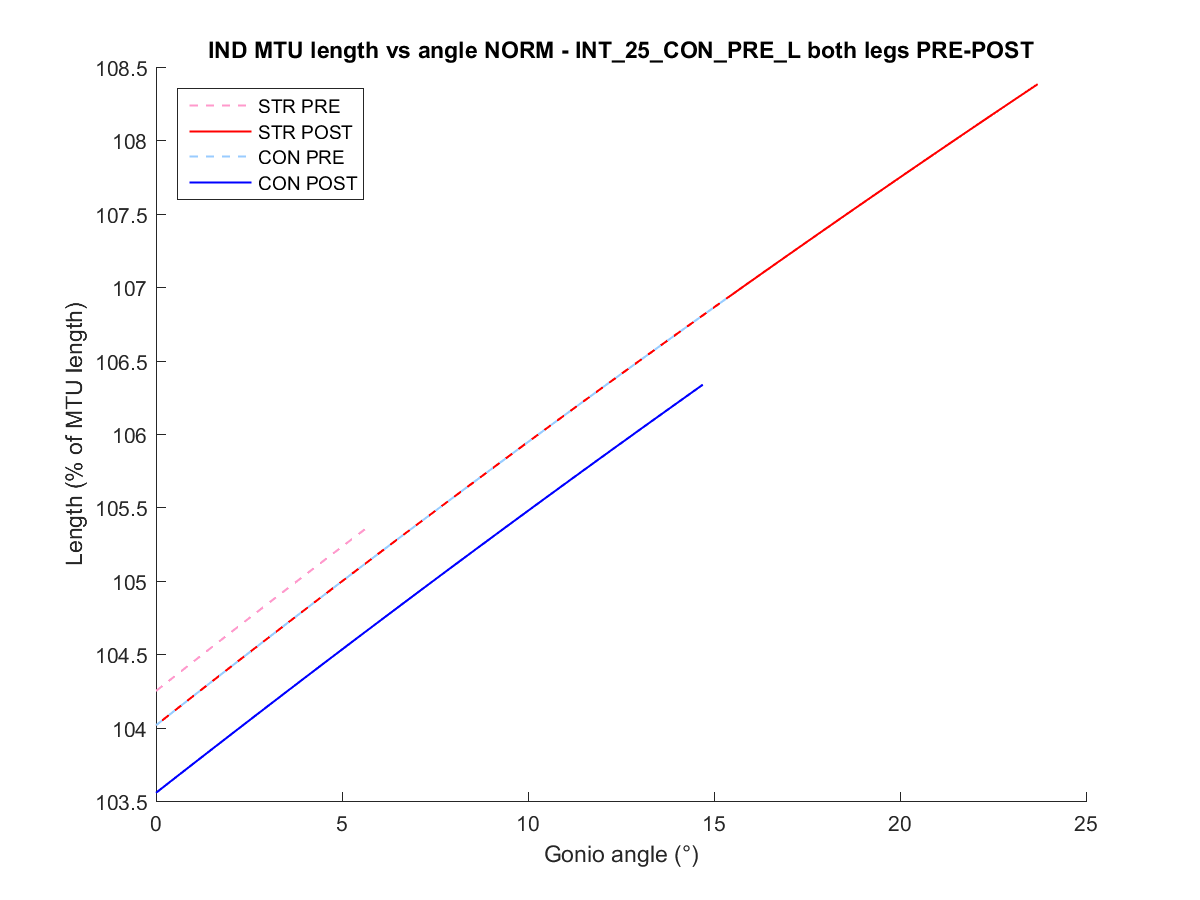 IND MTU length vs angle NORM - INT_25_CON_PRE_L both legs PRE-POST
108.5
108
107.5
107
106.5
106
105.5
105
104.5
104
103.5
Length (% of MTU length)
STR PRE
STR POST
CON PRE
CON POST
0
5
10
15
20
25
Gonio angle (°)